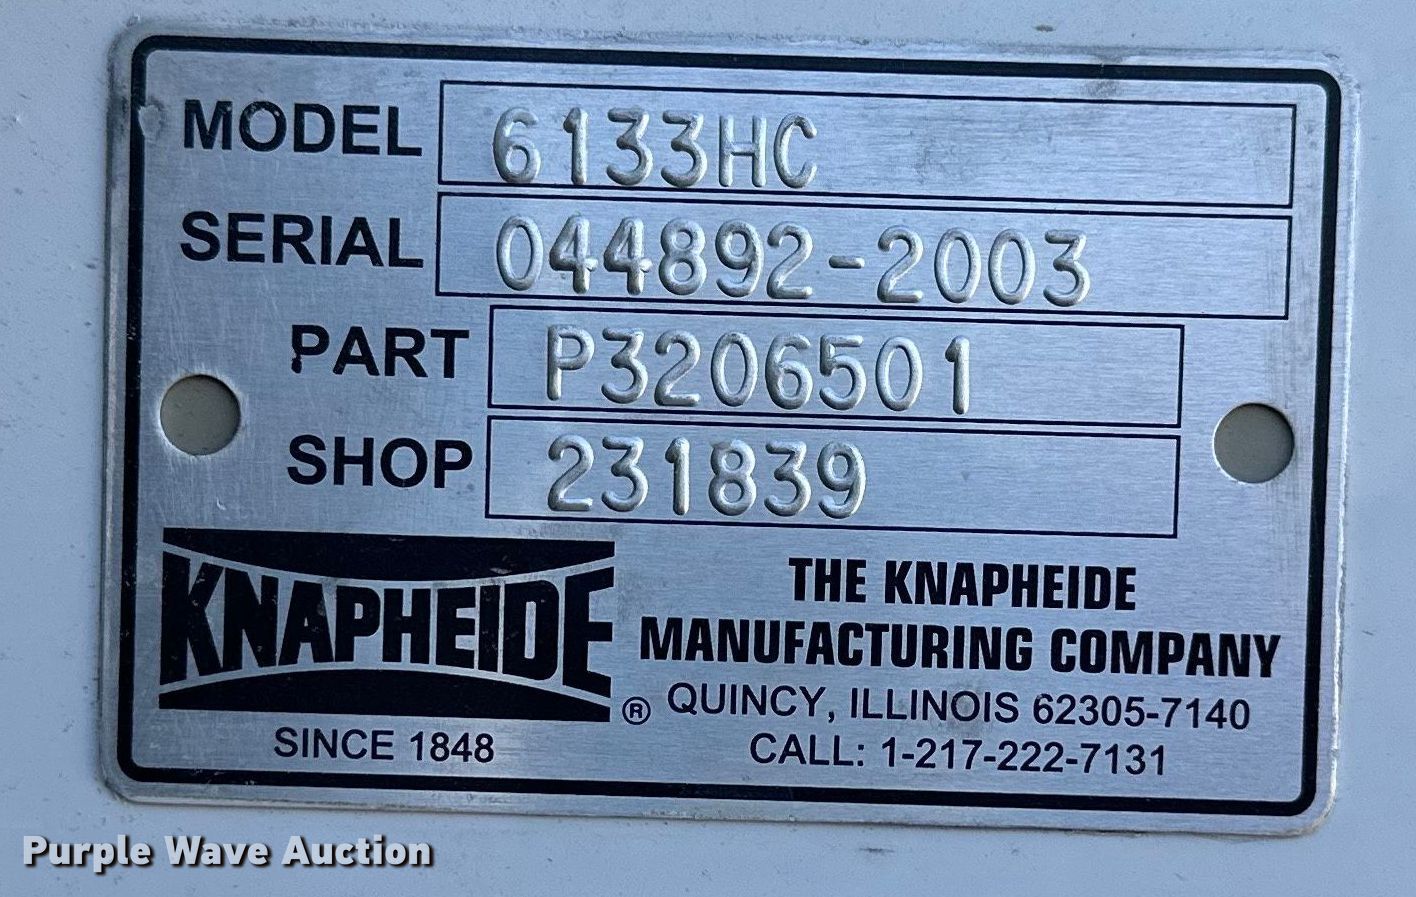 MODEL 6133HC
SERIAL 044892-2003
PART P3206501
SHOP 231839
KNAPHEIDE ®
SINCE 1848
THE KNAPHEIDE
MANUFACTURING COMPANY
QUINCY, ILLINOIS 62305-7140
CALL: 1-217-222-7131
Purple Wave Auction